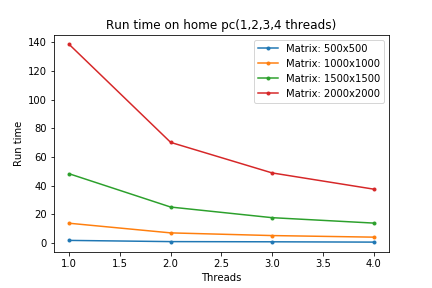 Run time on home pc(1,2,3,4 threads)
Matrix: 500x500
Matrix: 1000x1000
Matrix: 1500x1500
Matrix: 2000x2000
Run time
140
120
100
80
60
40
20
0
1.0 1.5 2.0 2.5 3.0 3.5 4.0
Threads